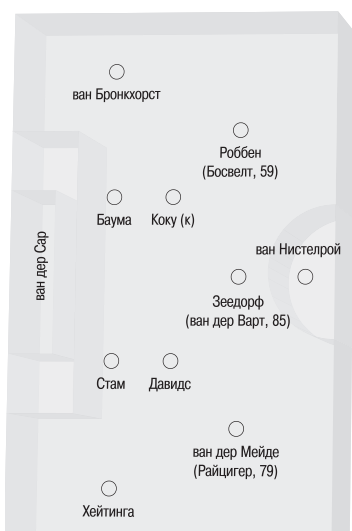 ван Бронкхорст
Роббен
(Босвелт, 59)
Баума
Коку (к)
ван дер Сар
ван Нистелрой
Зеедорф
(ван дер Варт, 85)
Стам
Давидс
ван дер Мейде
(Райцигер, 79)
Хейтинга